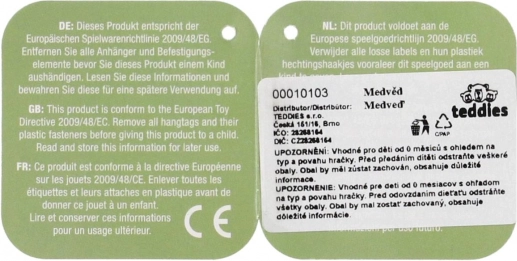 DE: Dieses Produkt entspricht der
Europäischen Spielwarenrichtlinie 2009/48/EG.
Entfernen Sie alle Anhänger und Befestigungs-
elemente bevor Sie dieses Produkt einem Kind
aushändigen. Lesen Sie diese Informationen und
bewahren Sie diese für eine spätere Verwendung auf.
GB: This product is conform to the European Toy
Directive 2009/48/EC. Remove all hangtags and their
plastic fasteners before giving this product to a child.
Read and store this information for later use.
FR: Ce produit est conforme à la directive Européenne
sur les jouets 2009/48/CE. Enlever toutes les
étiquettes et leurs attaches en plastique avant de
donner ce jouet à un enfant.
Lire et conserver ces informations
pour un usage ultérieur.
CE
NL: Dit product voldoet aan de
Europese speelgoedrichtlijn 2009/48/EG.
Verwijder alle losse labels en hun plastiek
hechtingshaakjes vooraleer dit speelgoed aan een
00010103 Medvěd
Distributor/Distribútor: Medveď
TEDDIES s.r.o.
Česká 151/16, Brno
IČO: 28268164
DIČ: CZ28268164
C/PAP
teddies
UPOZORNĚNÍ: Vhodné pro děti od 0 měsíců s ohledem na
typ a povahu hračky. Před předáním dítěti odstraňte veškeré
obaly. Obal by měl zůstat zachován, obsahuje důležité
informace.
UPOZORNENIE: Vhodné pre deti od 0 mesiacov s ohľadom
na typ a povahu hračky. Pred odovzdaním dieťaťu odstráňte
všetky obaly. Obal by mal zostať zachovaný, obsahuje
dôležité informácie.